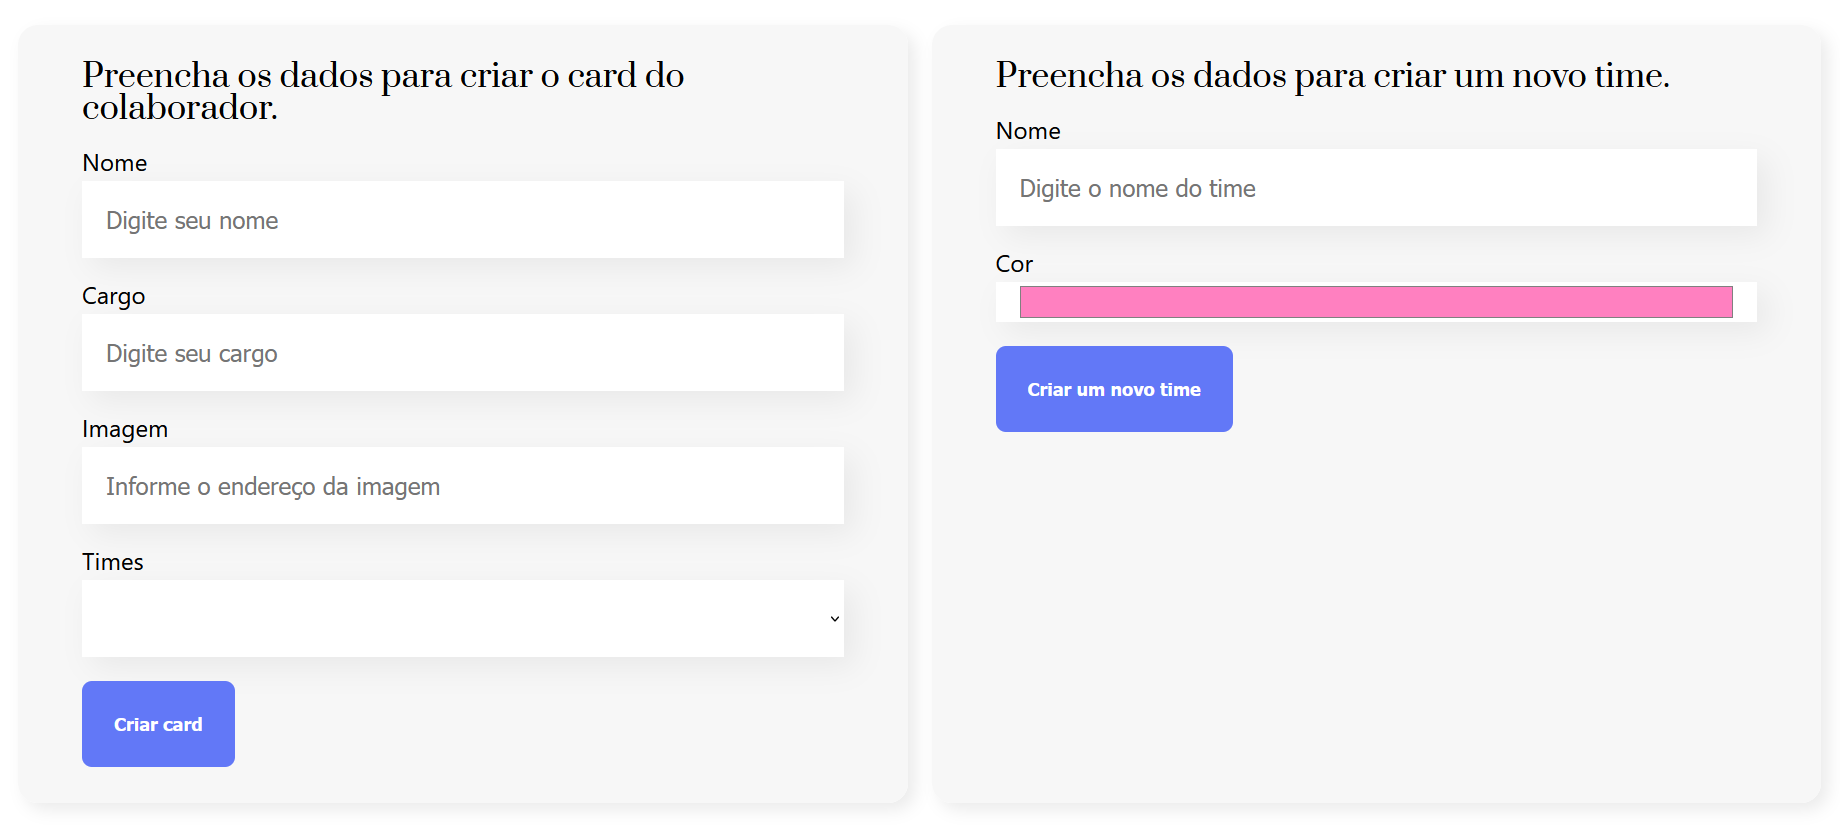 Preencha os dados para criar o card do
colaborador.
Nome
Digite seu nome
Cargo
Digite seu cargo
Imagem
Informe o endereço da imagem
Times
Criar card
Preencha os dados para criar um novo time.
Nome
Digite o nome do time
Cor
Criar um novo time